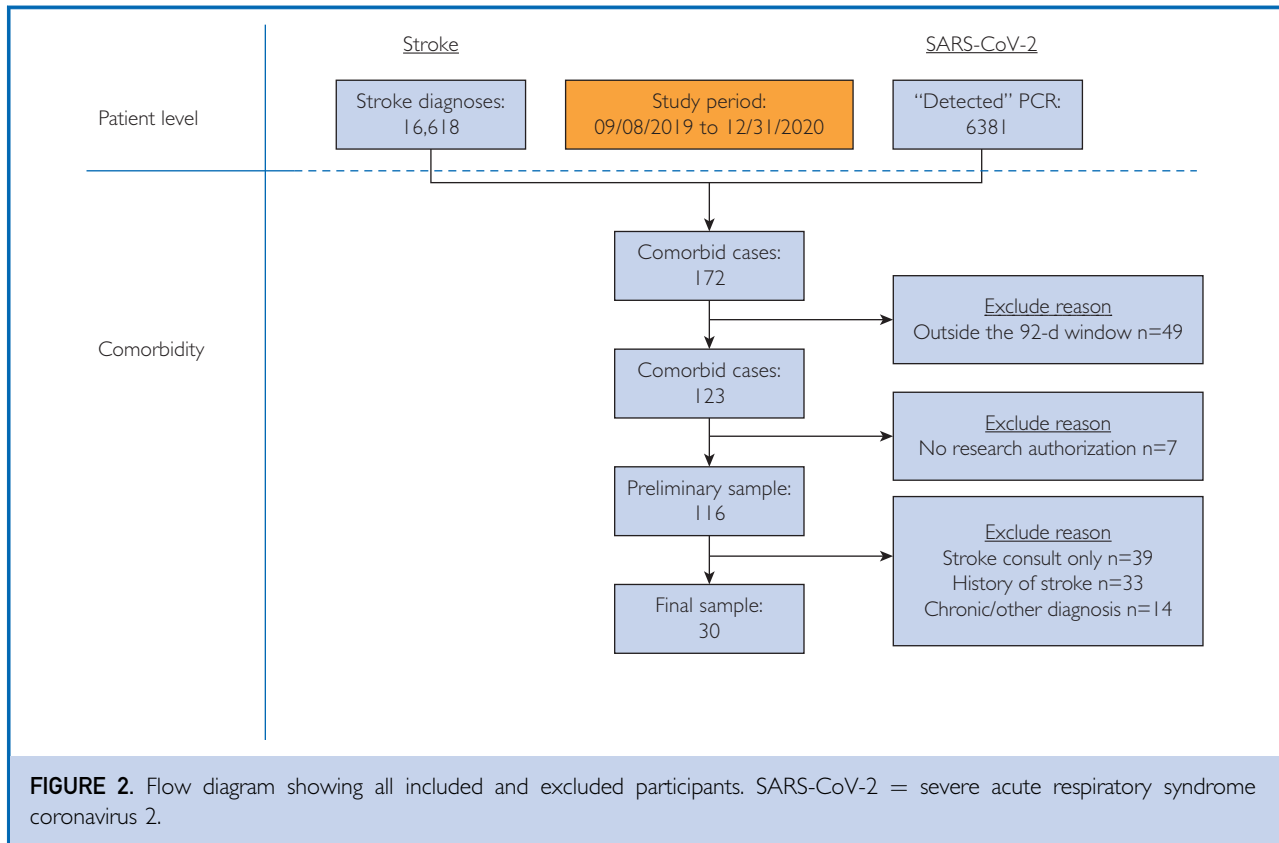 Stroke
SARS-CoV-2
Patient level
Stroke diagnoses:
16,618
Study period:
09/08/2019 to 12/31/2020
“Detected” PCR:
6381
Comorbidity
Comorbid cases:
172
Exclude reason
Outside the 92-d window n=49
Comorbid cases:
123
Exclude reason
No research authorization n=7
Preliminary sample:
116
Exclude reason
Stroke consult only n=39
History of stroke n=33
Chronic/other diagnosis n=14
Final sample:
30
FIGURE 2. Flow diagram showing all included and excluded participants. SARS-CoV-2 = severe acute respiratory syndrome
coronavirus 2.